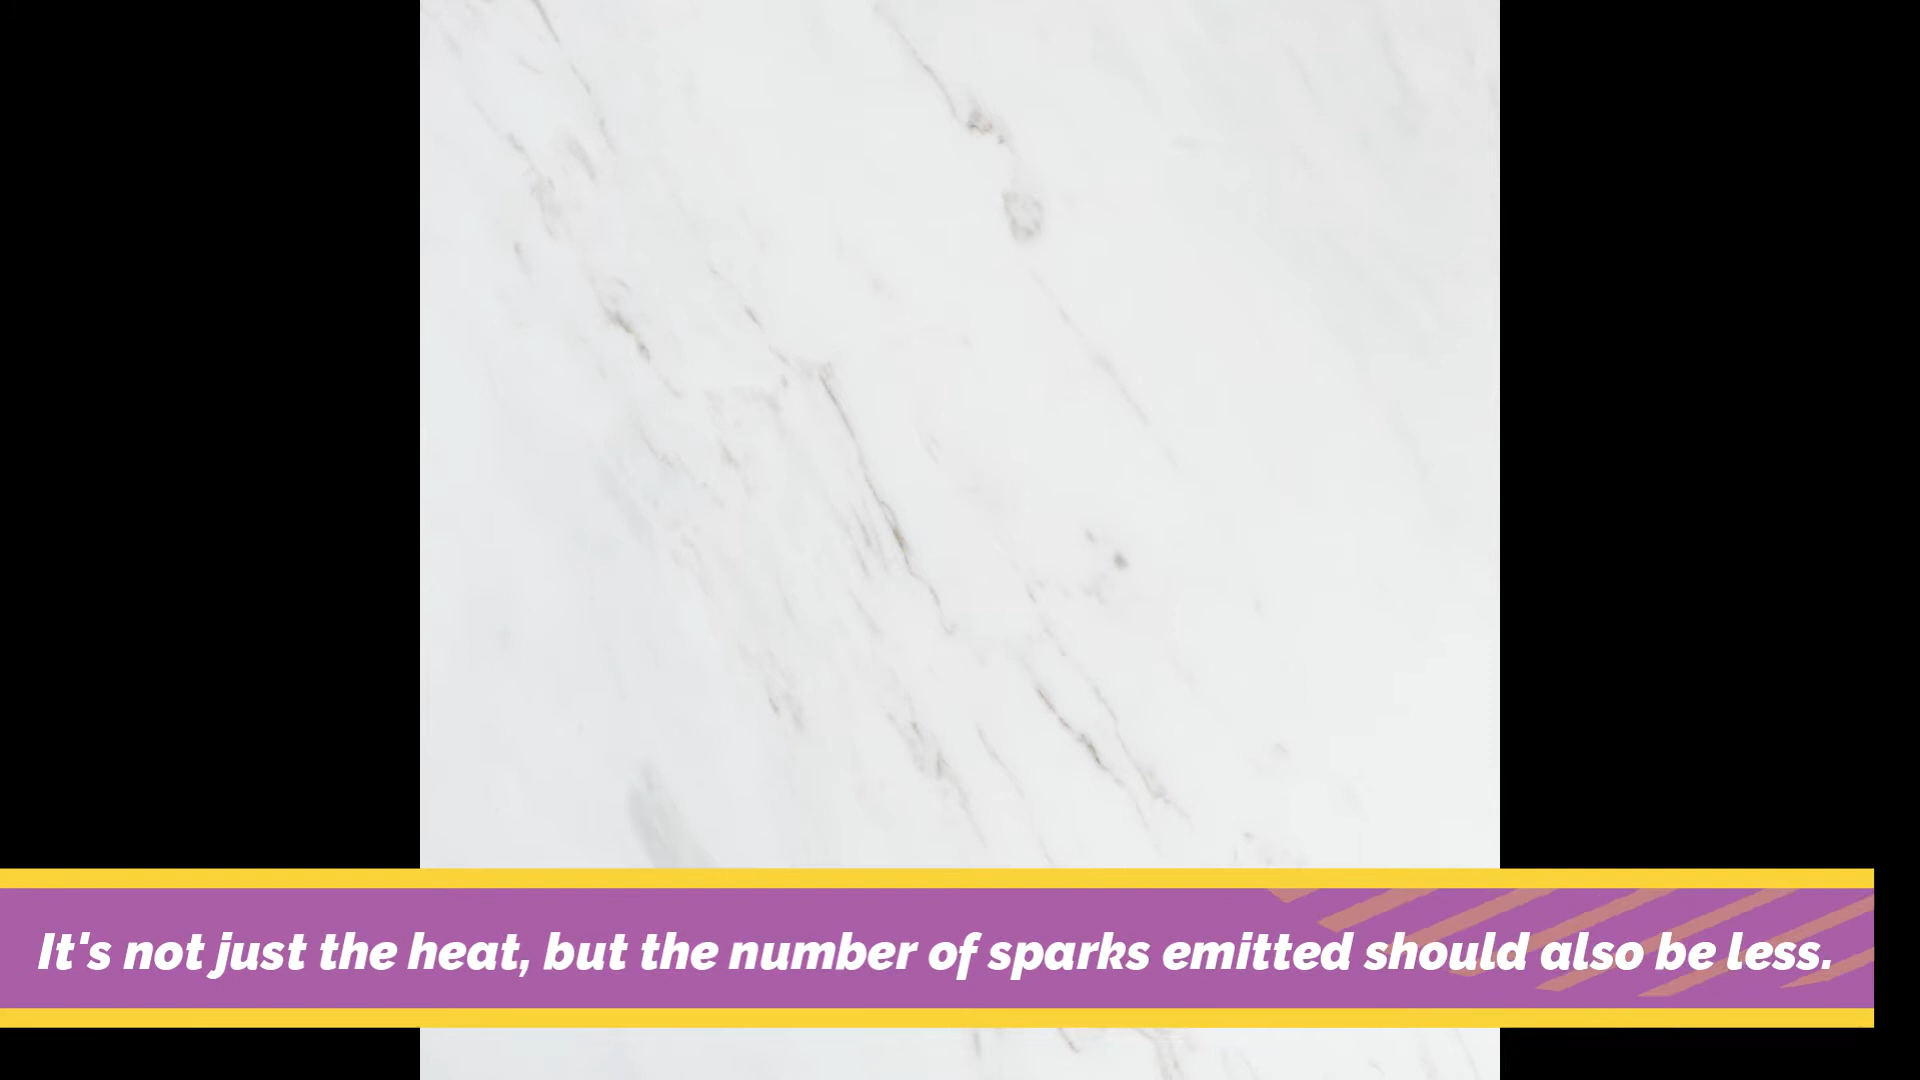 It's not just the heat, but the number of sparks emitted should also be less.